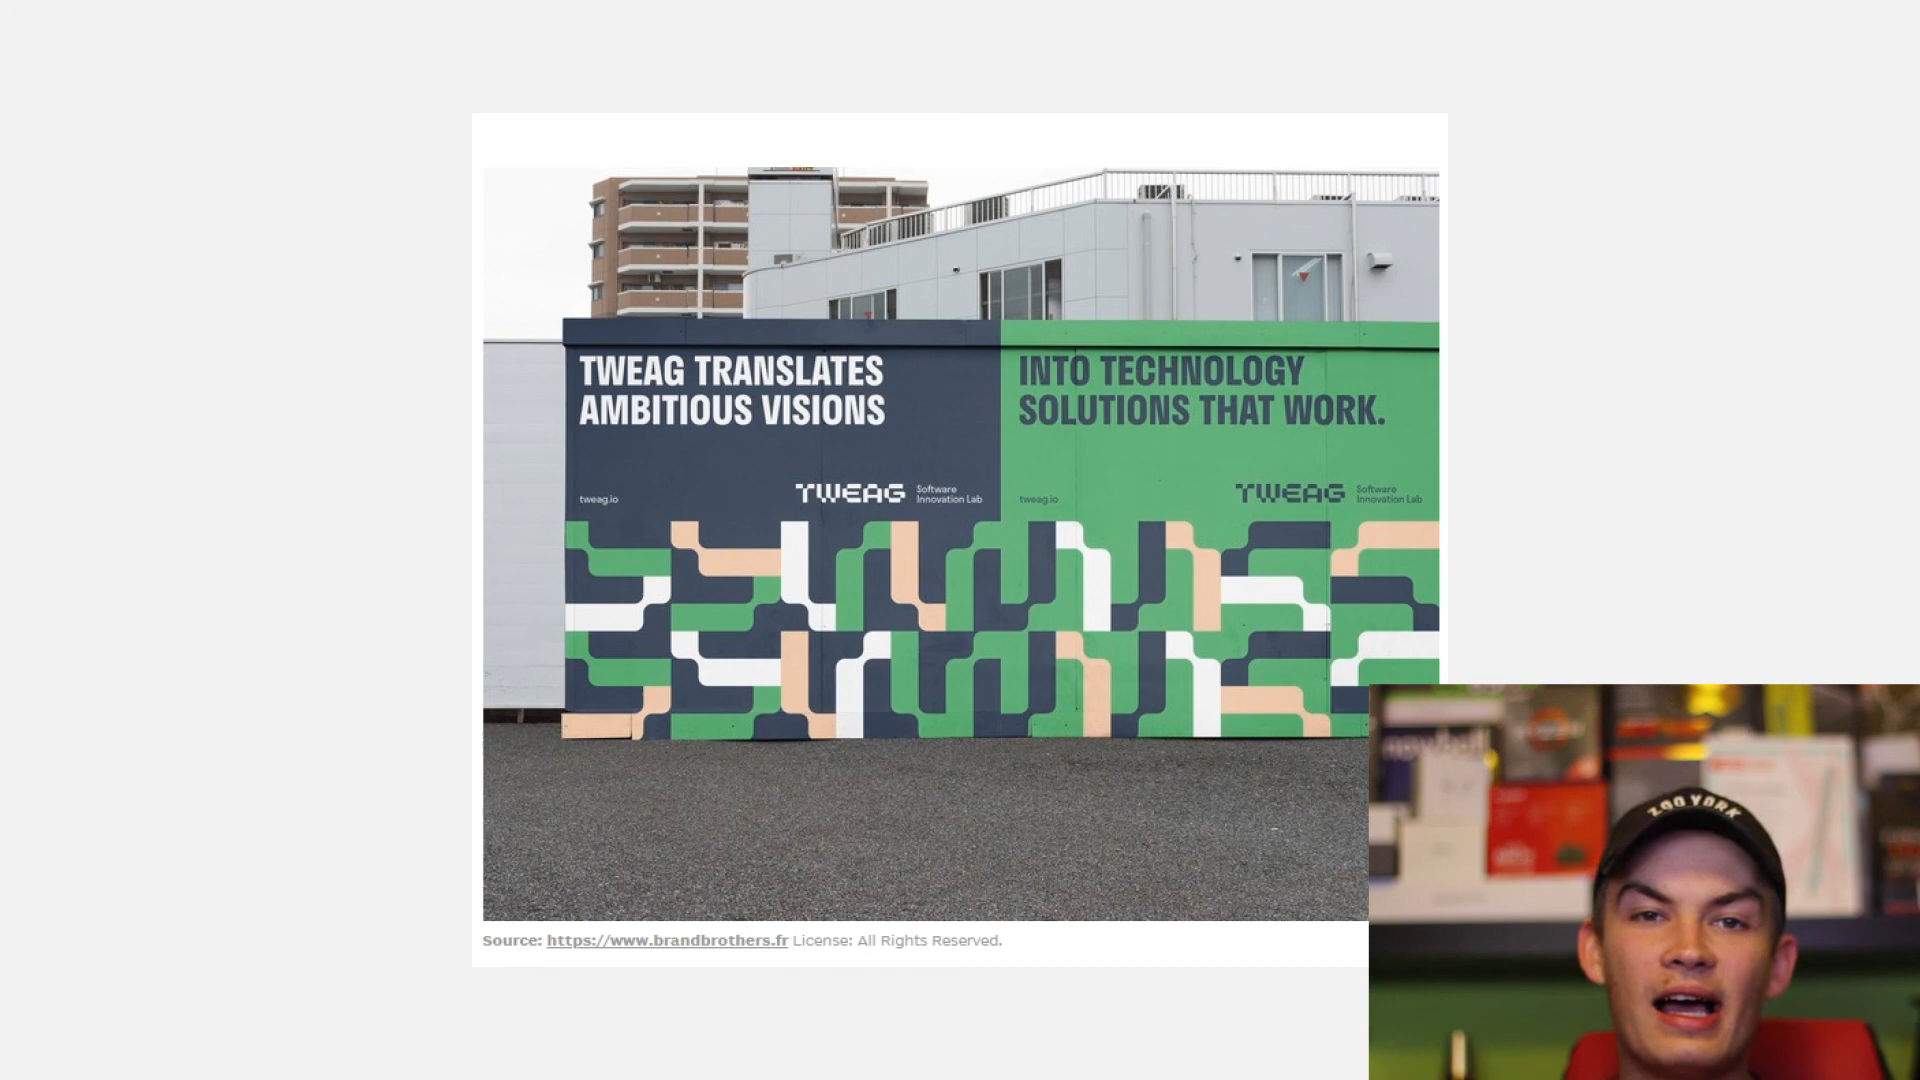 TWEAG TRANSLATES
AMBITIOUS VISIONS
tweag.io
TWEAG
Software
Innovation Lab
INTO TECHNOLOGY
SOLUTIONS THAT WORK.
tweag.io
TWEAG
Software
Innovation Lab
Source: https://www.brandbrothers.fr License: All Rights Reserved.
ZOO YORK